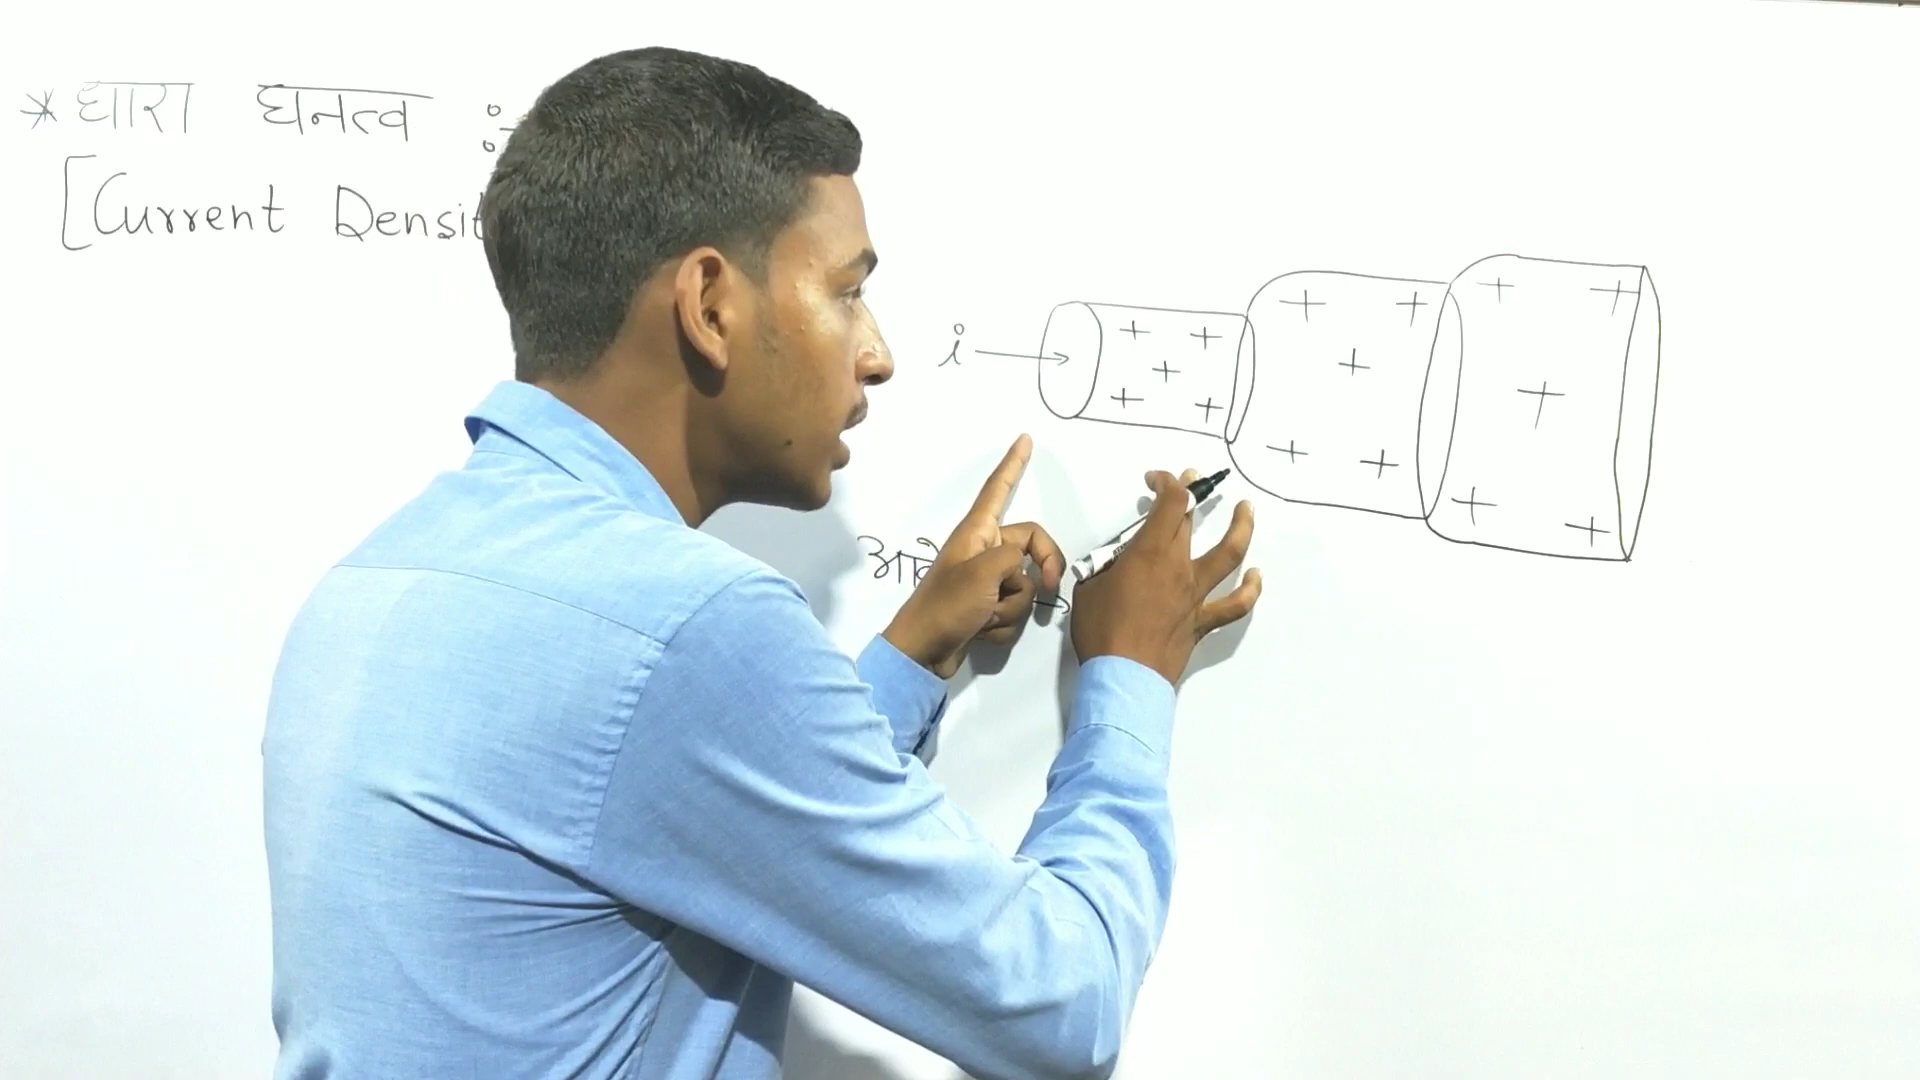 * धारा घनत्व :-
[Current Densit
i →
+ + + + +
+ + + + +
+ + + + +